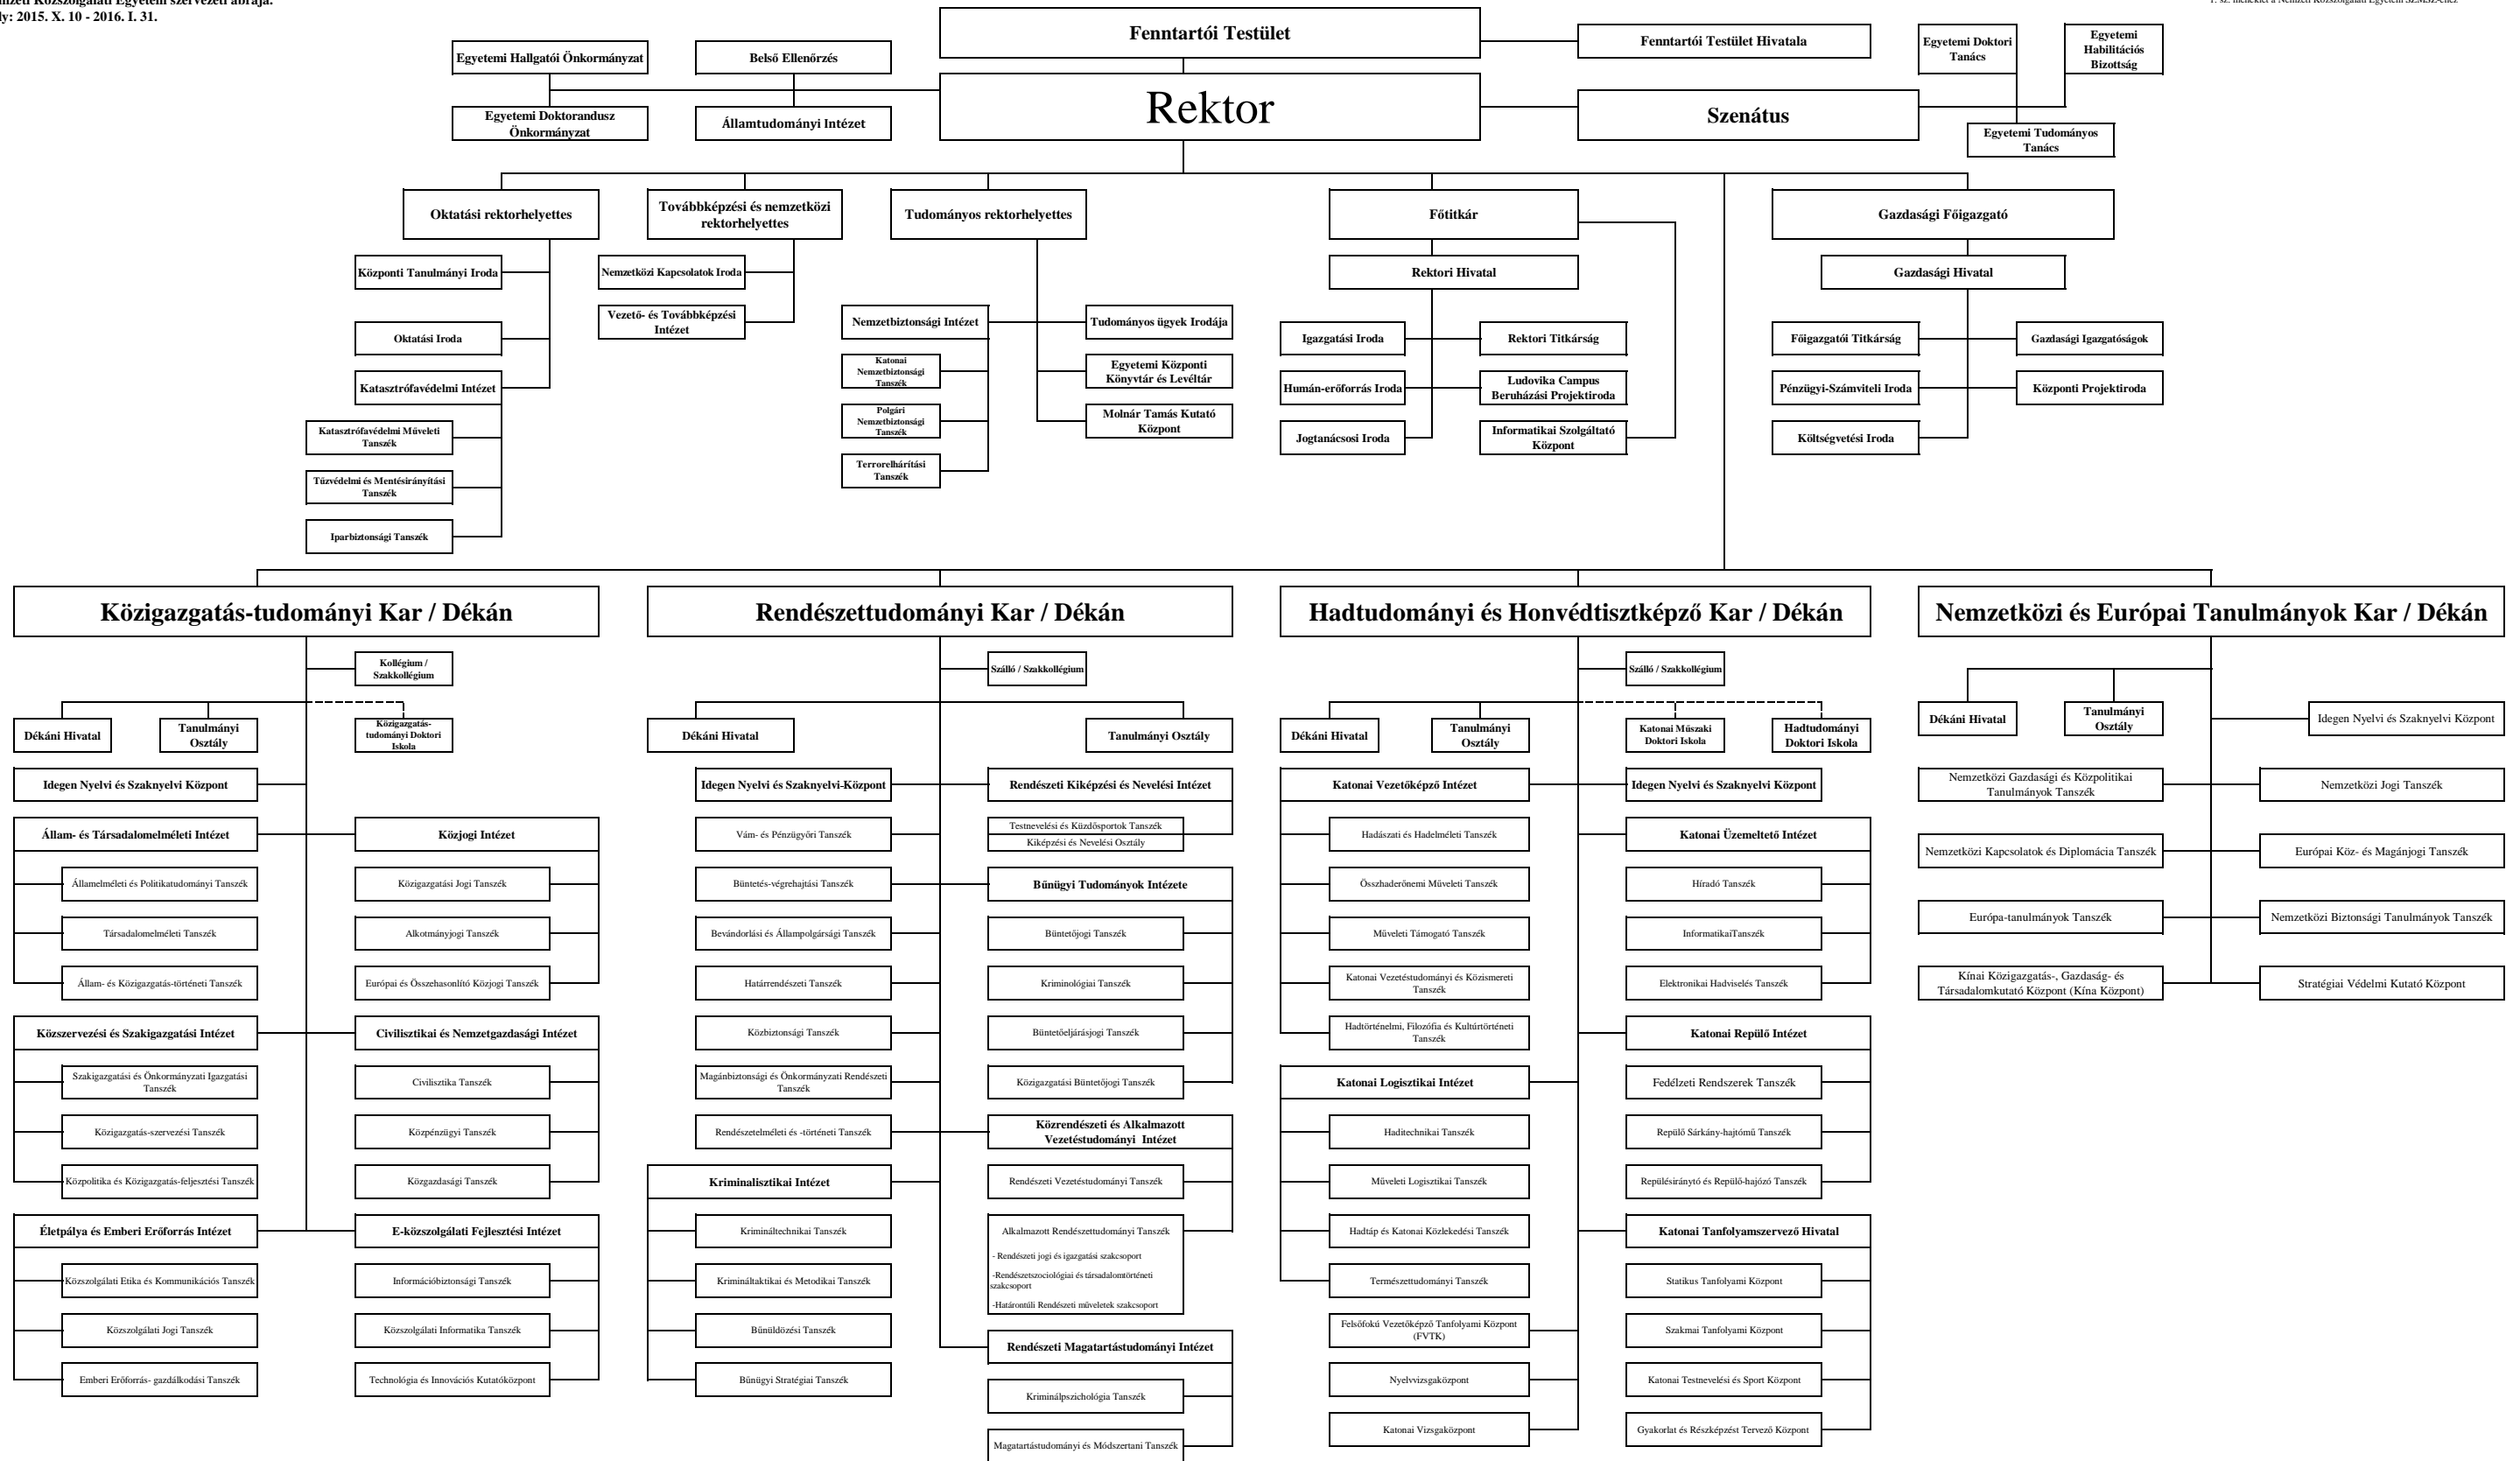 Nemzeti Közszolgálati Egyetem szervezeti ábrája.
2015. X. 10 - 2016. I. 31.
1. sz. melléklet a Nemzeti Közszolgálati Egyetem
Fenntartói Testület
Fenntartói Testület Hivatala
Egyetemi Doktori
Tanács
Egyetemi
Habilitációs
Bizottság
Egyetemi Hallgatói Önkormányzat
Belső Ellenőrzés
Rektor
Szenátus
Egyetemi Doktorandusz
Önkormányzat
Államtudományi Intézet
Egyetemi Tudományos
Tanács
Oktatási rektorhelyettes
Továbbképzési és nemzetközi
rektorhelyettes
Tudományos rektorhelyettes
Főtitkár
Gazdasági Főigazgató
Központi Tanulmányi Iroda
Oktatási Iroda
Katasztrófavédelmi Intézet
Katasztrófavédelmi Műveleti
Tanszék
Tűzvédelmi és Mentésirányítási
Tanszék
Iparbiztonsági Tanszék
Nemzetközi Kapcsolatok Iroda
Vezető- és Továbbképzési
Intézet
Nemzetbiztonsági Intézet
Katonai
Nemzetbiztonsági
Tanszék
Polgári
Nemzetbiztonsági
Tanszék
Terrorelhárítási
Tanszék
Tudományos ügyek Irodája
Egyetemi Központi
Könyvtár és Levéltár
Molnár Tamás Kutató
Központ
Rektori Hivatal
Igazgatási Iroda
Humán-erőforrás Iroda
Jogtanácsosi Iroda
Rektori Titkárság
Ludovika Campus
Beruházási Projektiroda
Informatikai Szolgáltató
Központ
Gazdasági Hivatal
Főigazgatói Titkárság
Pénzügyi-Számviteli Iroda
Költségvetési Iroda
Gazdasági Igazgatóságok
Központi Projektiroda
Közigazgatás-tudományi Kar / Dékán
Kollégium /
Szakkollégium
Dékáni Hivatal
Tanulmányi
Osztály
Közigazgatás-
tudományi Doktori
Iskola
Idegen Nyelvi és Szaknyelvi Központ
Állam- és Társadalomelméleti Intézet
Államelméleti és Politikatudományi Tanszék
Társadalomelméleti Tanszék
Állam- és Közigazgatás-történeti Tanszék
Közszervezési és Szakigazgatási Intézet
Szakigazgatási és Önkormányzati Igazgatási
Tanszék
Közigazgatás-szervezési Tanszék
Közpolitika és Közigazgatás-feljesztési Tanszék
Életpálya és Emberi Erőforrás Intézet
Közszolgálati Etika és Kommunikációs Tanszék
Közszolgálati Jogi Tanszék
Emberi Erőforrás- gazdálkodási Tanszék
Közjogi Intézet
Közigazgatási Jogi Tanszék
Alkotmányjogi Tanszék
Európai és Összehasonlító Közjogi Tanszék
Civilisztikai és Nemzetgazdasági Intézet
Civilisztika Tanszék
Közpénzügyi Tanszék
Közgazdasági Tanszék
E-közszolgálati Fejlesztési Intézet
Információbiztonsági Tanszék
Közszolgálati Informatika Tanszék
Technológia és Innovációs Kutatóközpont
Rendészettudományi Kar / Dékán
Szálló / Szakkollégium
Dékáni Hivatal
Tanulmányi Osztály
Idegen Nyelvi és Szaknyelvi-Központ
Vám- és Pénzügyőri Tanszék
Büntetés-végrehajtási Tanszék
Bevándorlási és Állampolgársági Tanszék
Határrendészeti Tanszék
Közbiztonsági Tanszék
Magánbiztonsági és Önkormányzati Rendészeti
Tanszék
Rendészetelméleti és -történeti Tanszék
Kriminalisztikai Intézet
Krimináltechnikai Tanszék
Krimináltaktikai és Metodikai Tanszék
Bűnüldözési Tanszék
Bűnügyi Stratégiai Tanszék
Rendészeti Kiképzési és Nevelési Intézet
Testnevelési és Küzdősportok Tanszék
Kiképzési és Nevelési Osztály
Bűnügyi Tudományok Intézete
Büntetőjogi Tanszék
Kriminológiai Tanszék
Büntetőeljárásjogi Tanszék
Közigazgatási Büntetőjogi Tanszék
Közrendészeti és Alkalmazott
Vezetéstudományi Intézet
Rendészeti Vezetéstudományi Tanszék
Alkalmazott Rendészettudományi Tanszék
- Rendészeti jogi és igazgatási szakcsoport
-Rendészetszociológiai és társadalomtörténeti
szakcsoport
-Határontúli Rendészeti műveletek szakcsoport
Rendészeti Magatartástudományi Intézet
Kriminálpszichológia Tanszék
Magatartástudományi és Módszertani Tanszék
Hadtudományi és Honvédtisztképző Kar / Dékán
Szálló / Szakkollégium
Dékáni Hivatal
Tanulmányi
Osztály
Katonai Műszaki
Doktori Iskola
Hadtudományi
Doktori Iskola
Katonai Vezetőképző Intézet
Hadászati és Hadelméleti Tanszék
Összhaderőnemi Műveleti Tanszék
Műveleti Támogató Tanszék
Katonai Vezetéstudományi és Közismereti
Tanszék
Hadtörténelmi, Filozófia és Kultúrtörténeti
Tanszék
Katonai Logisztikai Intézet
Haditechnikai Tanszék
Műveleti Logisztikai Tanszék
Hadtáp és Katonai Közlekedési Tanszék
Természettudományi Tanszék
Felsőfokú Vezetőképző Tanfolyami Központ
(FVTK)
Nyelvvizsgaközpont
Katonai Vizsgaközpont
Idegen Nyelvi és Szaknyelvi Központ
Katonai Üzemeltető Intézet
Híradó Tanszék
InformatikaiTanszék
Elektronikai Hadviselés Tanszék
Katonai Repülő Intézet
Fedélzeti Rendszerek Tanszék
Repülő Sárkány-hajtómű Tanszék
Repülésiránytó és Repülő-hajózó Tanszék
Katonai Tanfolyamszervező Hivatal
Statikus Tanfolyami Központ
Szakmai Tanfolyami Központ
Katonai Testnevelési és Sport Központ
Gyakorlat és Részképzést Tervező Központ
Nemzetközi és Európai Tanulmányok Kar / Dékán
Dékáni Hivatal
Tanulmányi
Osztály
Idegen Nyelvi és Szaknyelvi Központ
Nemzetközi Gazdasági és Közpolitikai
Tanulmányok Tanszék
Nemzetközi Kapcsolatok és Diplomácia Tanszék
Európa-tanulmányok Tanszék
Kínai Közigazgatás-, Gazdaság- és
Társadalomkutató Központ (Kína Központ)
Nemzetközi Jogi Tanszék
Európai Köz- és Magánjogi Tanszék
Nemzetközi Biztonsági Tanulmányok Tanszék
Stratégiai Védelmi Kutató Központ